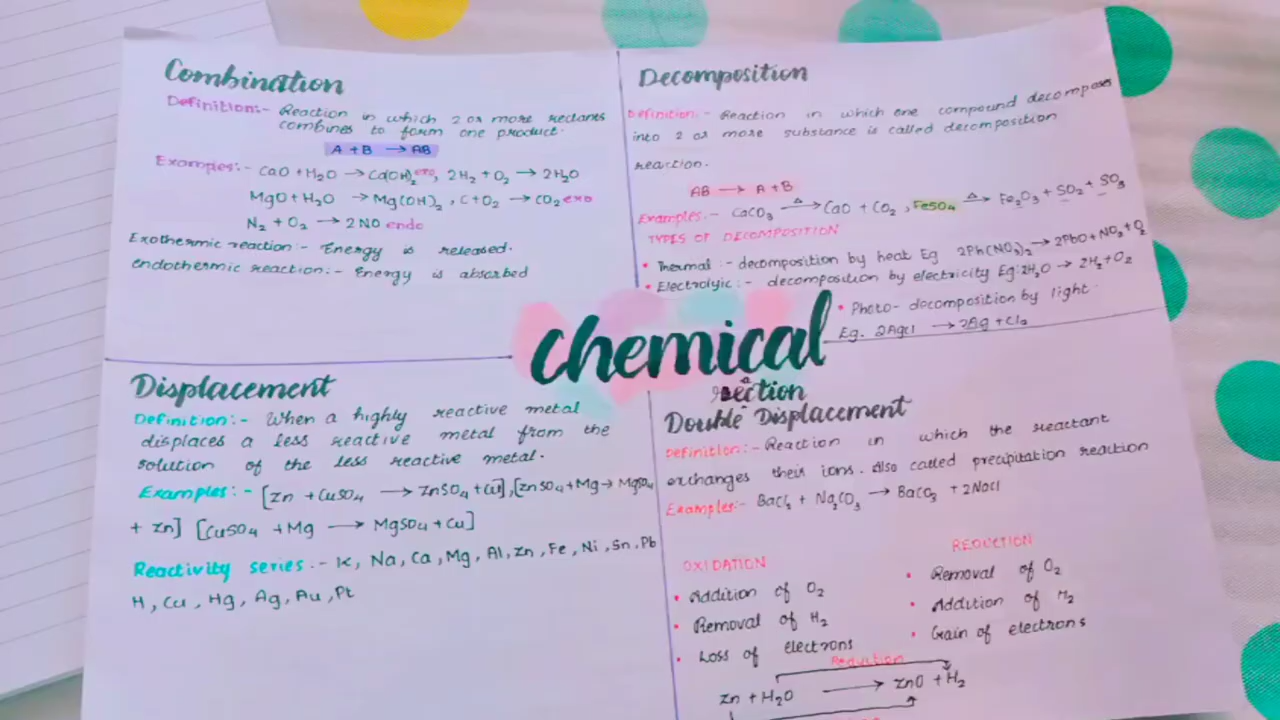 Combination
Definition:- Reaction in which 2 or more rectants
combines to form one product.
A + B → AB
Examples:- CaO + H₂O → Ca(OH)₂ exo, 2H₂ + O₂ → 2H₂O
MgO + H₂O → Mg(OH)₂, C + O₂ → CO₂ exo
N₂ + O₂ → 2NO endo
Exothermic reaction:- Energy is released.
endothermic reaction:- Energy is absorbed
Decomposition
Definition:- Reaction in which one compound decomposes
into 2 or more substance is called decomposition
reaction.
AB → A + B
Examples:- CaCO₃ △→ CaO + CO₂, FeSO₄ △→ Fe₂O₃ + SO₂ + SO₃
TYPES OF DECOMPOSITION
• Thermal:- decomposition by heat Eg 2Pb(NO₃)₂ → 2PbO + NO₂ + O₂
• Electrolyic:- decomposition by electricity Eg: 2H₂O → 2H₂ + O₂
• Photo- decomposition by light.
Eg. 2AgCl → 2Ag + Cl₂
chemical
Displacement
Definition:- When a highly reactive metal
displaces a less reactive metal from the
solution of the less reactive metal.
Examples:- [Zn + CuSO₄ → ZnSO₄ + Cu], [ZnSO₄ + Mg → MgSO₄
+ Zn] [CuSO₄ + Mg → MgSO₄ + Cu]
Reactivity series:- K, Na, Ca, Mg, Al, Zn, Fe, Ni, Sn, Pb
H, Cu, Hg, Ag, Au, Pt
Double Displacement
Definition:- Reaction in which the reactant
exchanges their ions. Also called precipitation reaction
Examples:- BaCl₂ + Na₂CO₃ → BaCO₃ + 2NaCl
OXIDATION
• Addition of O₂
• Removal of H₂
• Loss of electrons
REDUCTION
• Removal of O₂
• Addition of H₂
• Gain of electrons
Reduction
Zn + H₂O → ZnO + H₂